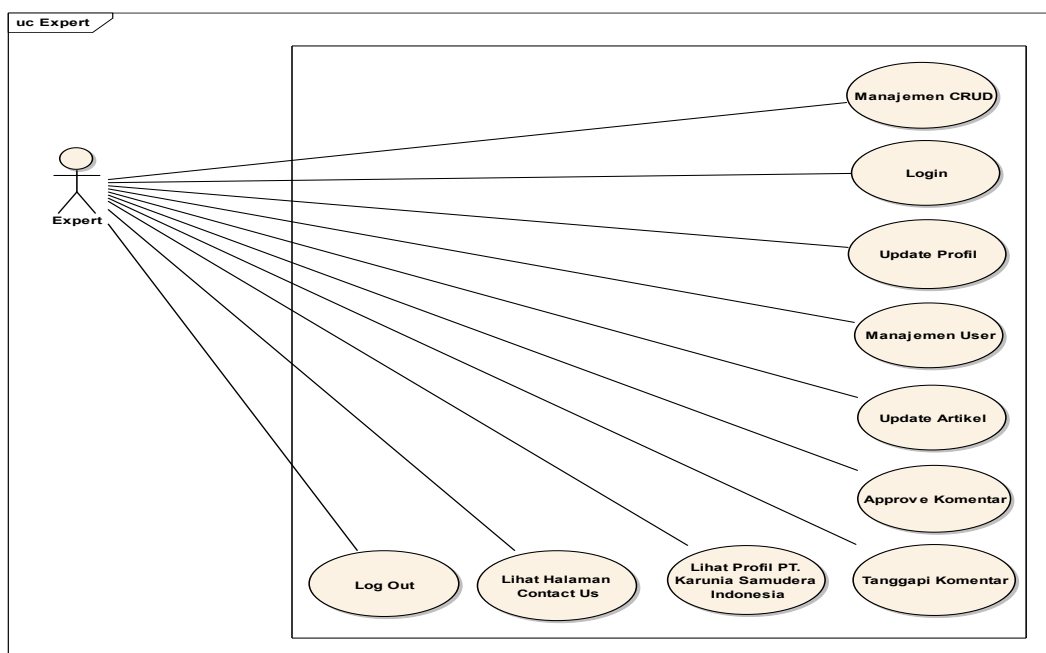 uc Expert
Manajemen CRUD
Login
Expert
Update Profil
Manajemen User
Update Artikel
Approve Komentar
Log Out
Lihat Halaman
Contact Us
Lihat Profil PT.
Karunia Samudera
Indonesia
Tanggapi Komentar